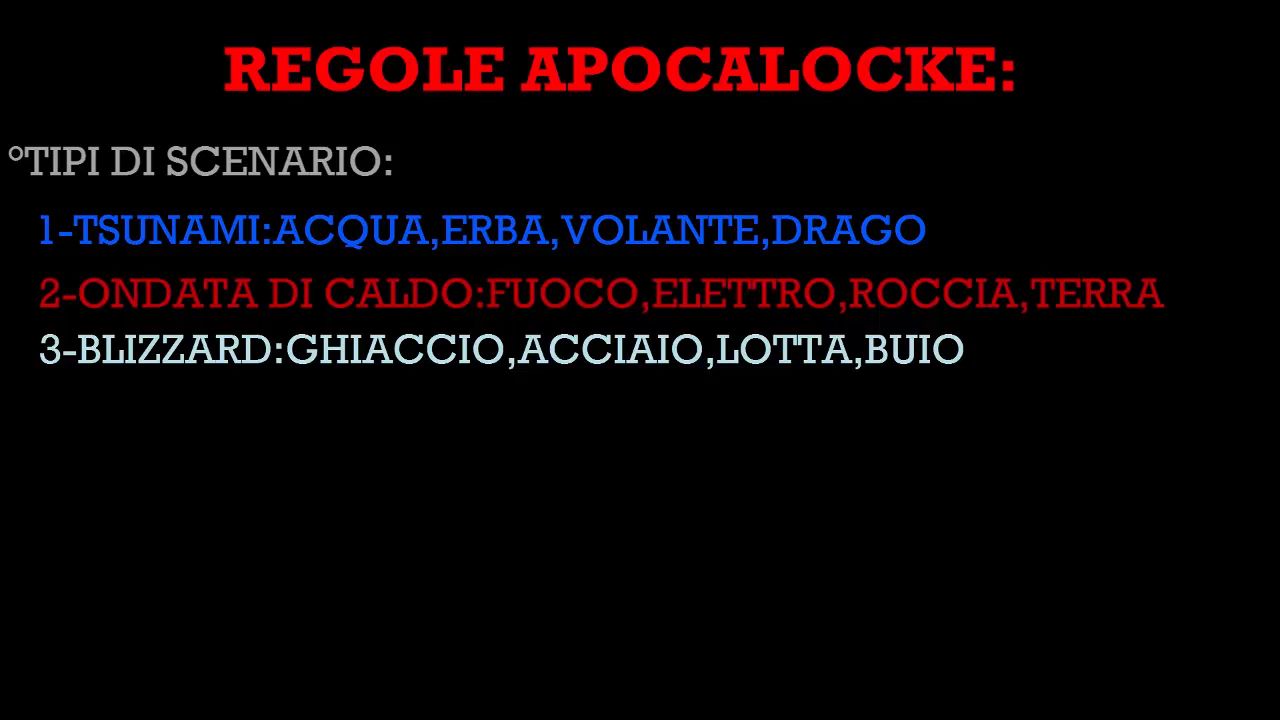 REGOLE APOCALOCKE:
°TIPI DI SCENARIO:
1-TSUNAMI:ACQUA,ERBA,VOLANTE,DRAGO
2-ONDATA DI CALDO:FUOCO,ELETTRO,ROCCIA,TERRA
3-BLIZZARD:GHIACCIO,ACCIAIO,LOTTA,BUIO